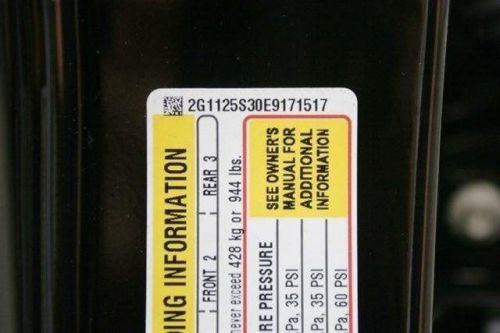 2G1125S30E9171517
DING INFORMATION
FRONT 2
REAR 3
never exceed 428 kg or 944 lbs.
SEE OWNER'S
MANUAL FOR
ADDITIONAL
INFORMATION
RE PRESSURE
Pa, 35 PSI
Pa, 35 PSI
Pa, 60 PSI